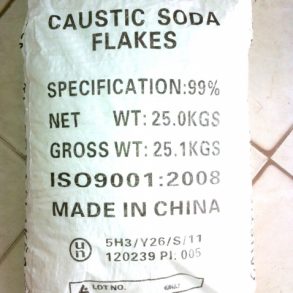 CAUSTIC SODA
FLAKES
SPECIFICATION:99%
NET WT: 25.0KGS
GROSS WT: 25.1KGS
ISO9001:2008
MADE IN CHINA
un 5H3/Y26/S/11
120239 PI: 005
LOT NO.